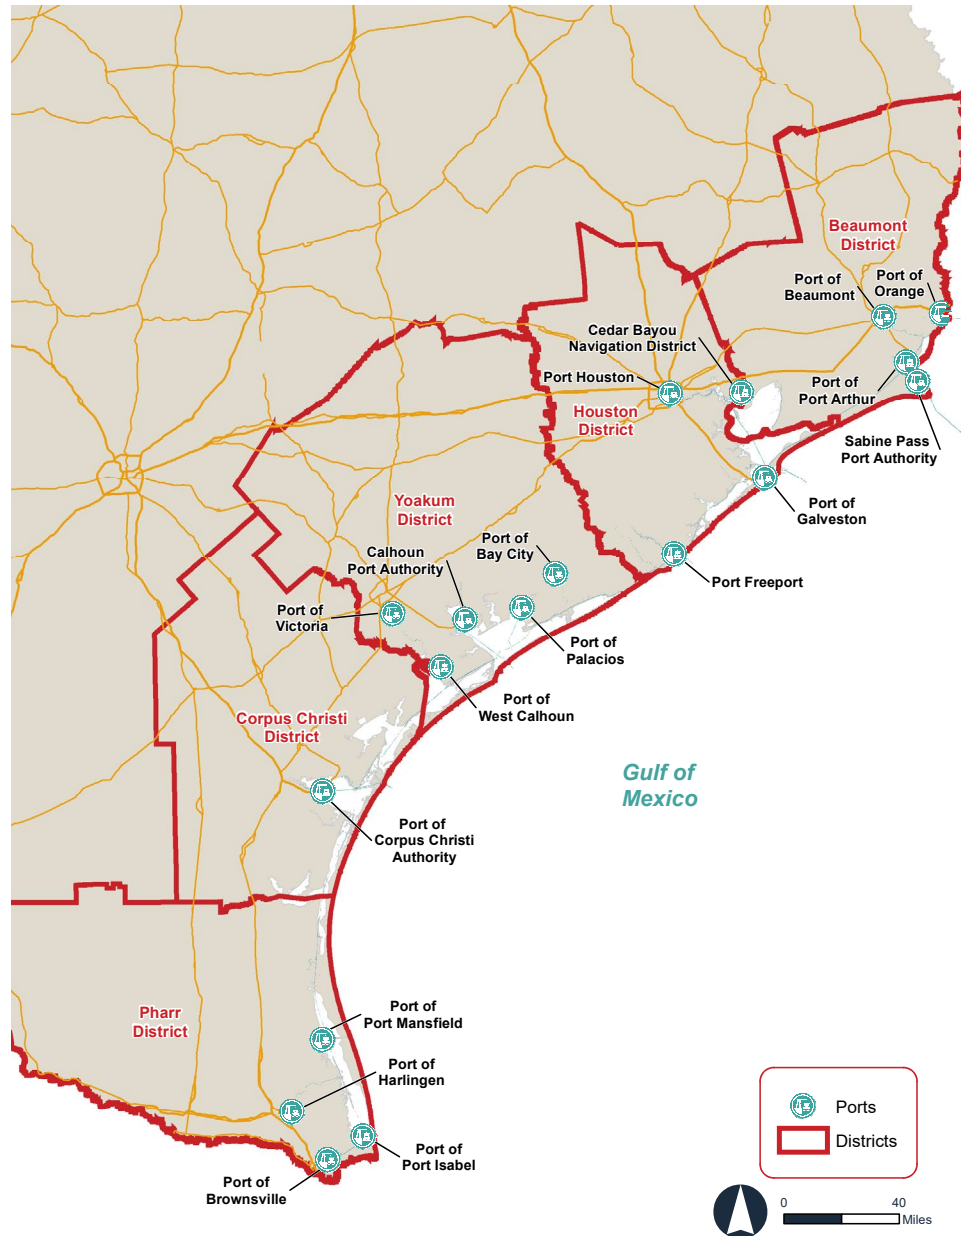 Beaumont
District
Port of
Beaumont
Port of
Orange
Cedar Bayou
Navigation District
Port Houston
Houston
District
Port of
Port Arthur
Sabine Pass
Port Authority
Port of
Galveston
Port Freeport
Yoakum
District
Port of
Bay City
Calhoun
Port Authority
Port of
Victoria
Port of
Palacios
Port of
West Calhoun
Corpus Christi
District
Gulf of
Mexico
Port of
Corpus Christi
Authority
Pharr
District
Port of
Port Mansfield
Port of
Harlingen
Port of
Port Isabel
Port of
Brownsville
Ports
Districts
0 40
Miles